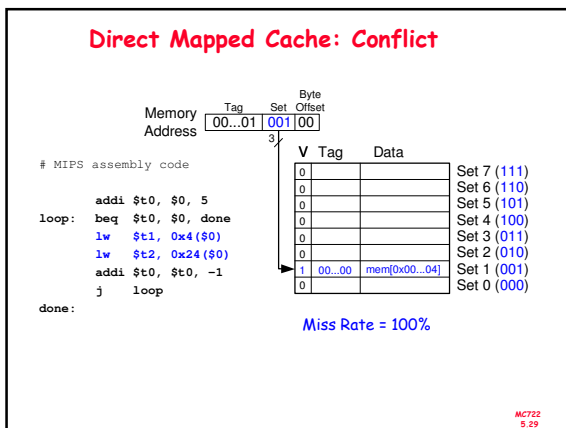 Direct Mapped Cache: Conflict
Byte
Tag Set Offset
Memory Address 00...01 001 00
3
V Tag Data
# MIPS assembly code
addi $t0, $0, 5
loop: beq $t0, $0, done
lw $t1, 0x4($0)
lw $t2, 0x24($0)
addi $t0, $t0, -1
j loop
done:
0 Set 7 (111)
0 Set 6 (110)
0 Set 5 (101)
0 Set 4 (100)
0 Set 3 (011)
0 Set 2 (010)
1 00...00 mem[0x00...04] Set 1 (001)
0 Set 0 (000)
Miss Rate = 100%
MC722
5.29